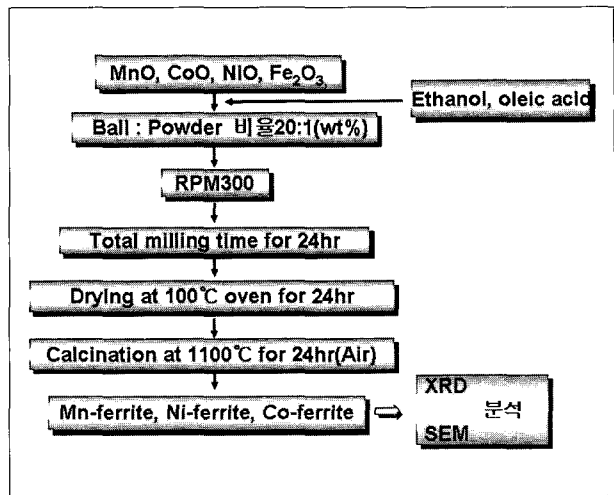 MnO, CoO, NiO, Fe₂O₃
Ethanol, oleic acid
Ball : Powder 비율20:1(wt%)
RPM300
Total milling time for 24hr
Drying at 100℃ oven for 24hr
Calcination at 1100℃ for 24hr(Air)
Mn-ferrite, Ni-ferrite, Co-ferrite
XRD
분석
SEM